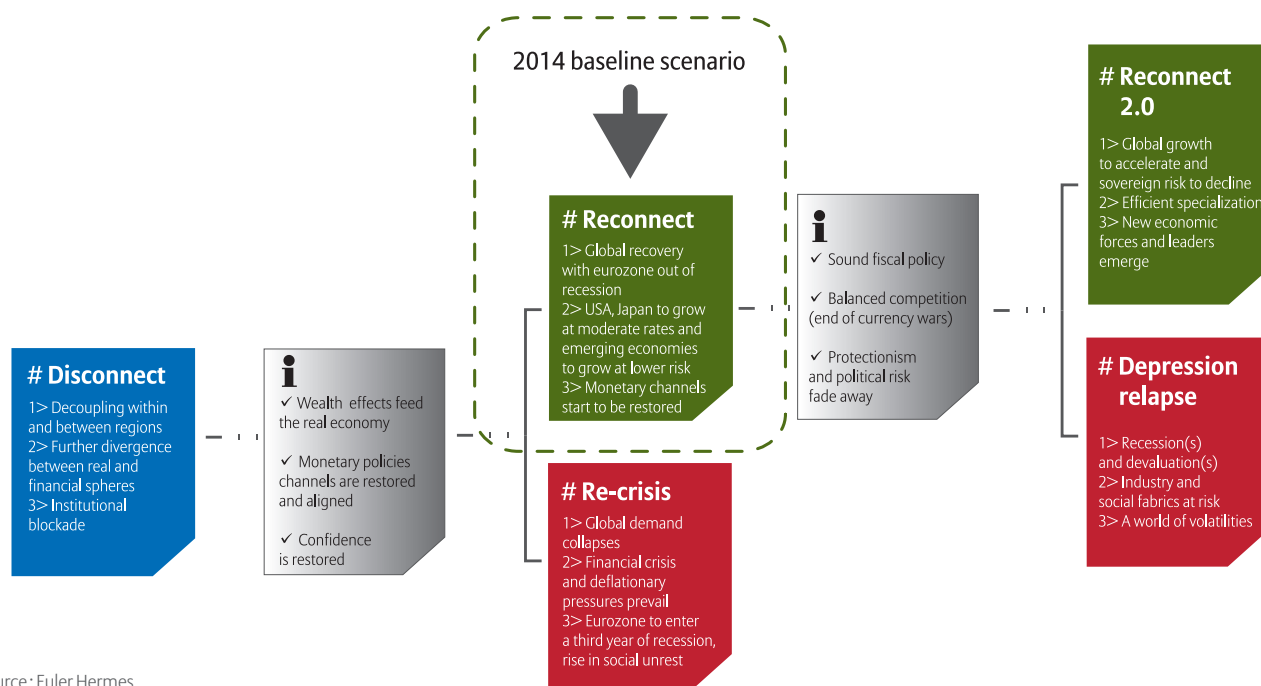 2014 baseline scenario
# Disconnect
1> Decoupling within
and between regions
2> Further divergence
between real and
financial spheres
3> Institutional
blockade
i
✓ Wealth effects feed
the real economy
✓ Monetary policies
channels are restored
and aligned
✓ Confidence
is restored
# Reconnect
1> Global recovery
with eurozone out of
recession
2> USA, Japan to grow
at moderate rates and
emerging economies
to grow at lower risk
3> Monetary channels
start to be restored
# Re-crisis
1> Global demand
collapses
2> Financial crisis
and deflationary
pressures prevail
3> Eurozone to enter
a third year of recession,
rise in social unrest
i
✓ Sound fiscal policy
✓ Balanced competition
(end of currency wars)
✓ Protectionism
and political risk
fade away
# Reconnect
2.0
1> Global growth
to accelerate and
sovereign risk to decline
2> Efficient specialization
3> New economic
forces and leaders
emerge
# Depression
relapse
1> Recession(s)
and devaluation(s)
2> Industry and
social fabrics at risk
3> A world of volatilities
urce : Euler Hermes